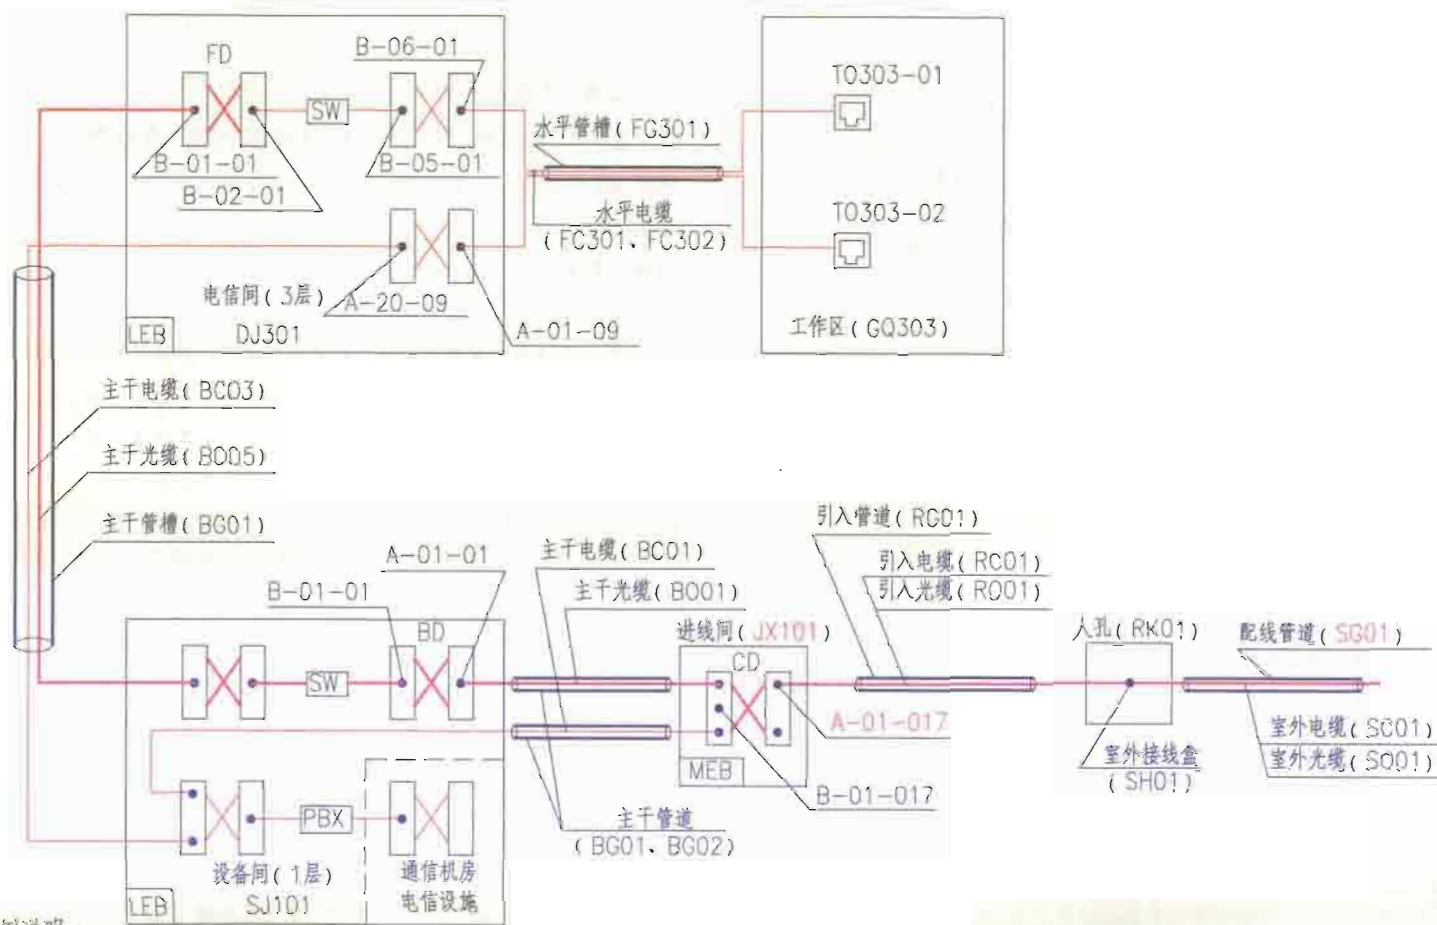 FD
B-06-01
SW
B-01-01
B-02-01
B-05-01
TO303-01
水平管槽(FG301)
水平电缆
(FC301、FC302)
TO303-02
电信间(3层)
A-20-09
A-01-09
LEB
DJ301
工作区(GQ303)
主干电缆(BC03)
主干光缆(BO05)
主干管槽(BG01)
A-01-01
B-01-01
BD
主干电缆(BC01)
主干光缆(BO01)
引入管道(RG01)
引入电缆(RC01)
引入光缆(RO01)
进线间(JX101)
CD
人孔(RK01)
配线管道(SG01)
SW
A-01-017
MEB
B-01-017
室外接线盒
(SH01)
室外电缆(SC01)
室外光缆(SO01)
PBX
主干管道
(BG01、BG02)
设备间(1层)
通信机房
电信设施
LEB
SJ101